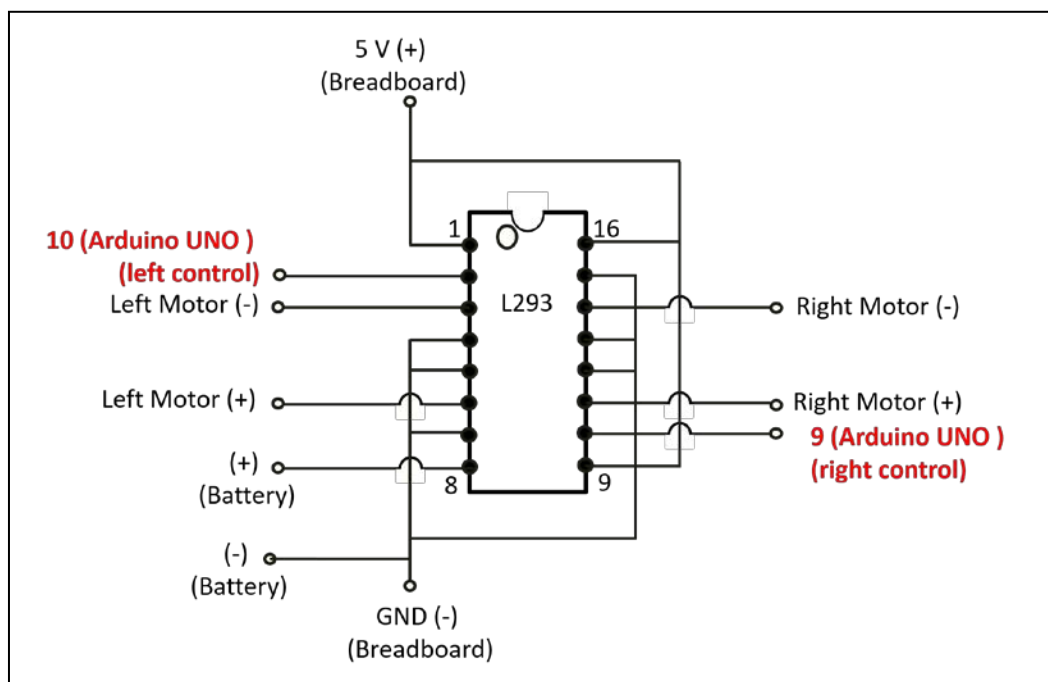 5 V (+)
(Breadboard)
1
16
10 (Arduino UNO )
(left control)
Left Motor (-)
L293
Right Motor (-)
Left Motor (+)
Right Motor (+)
9 (Arduino UNO )
(right control)
(+)
(Battery)
8
9
(-)
(Battery)
GND (-)
(Breadboard)